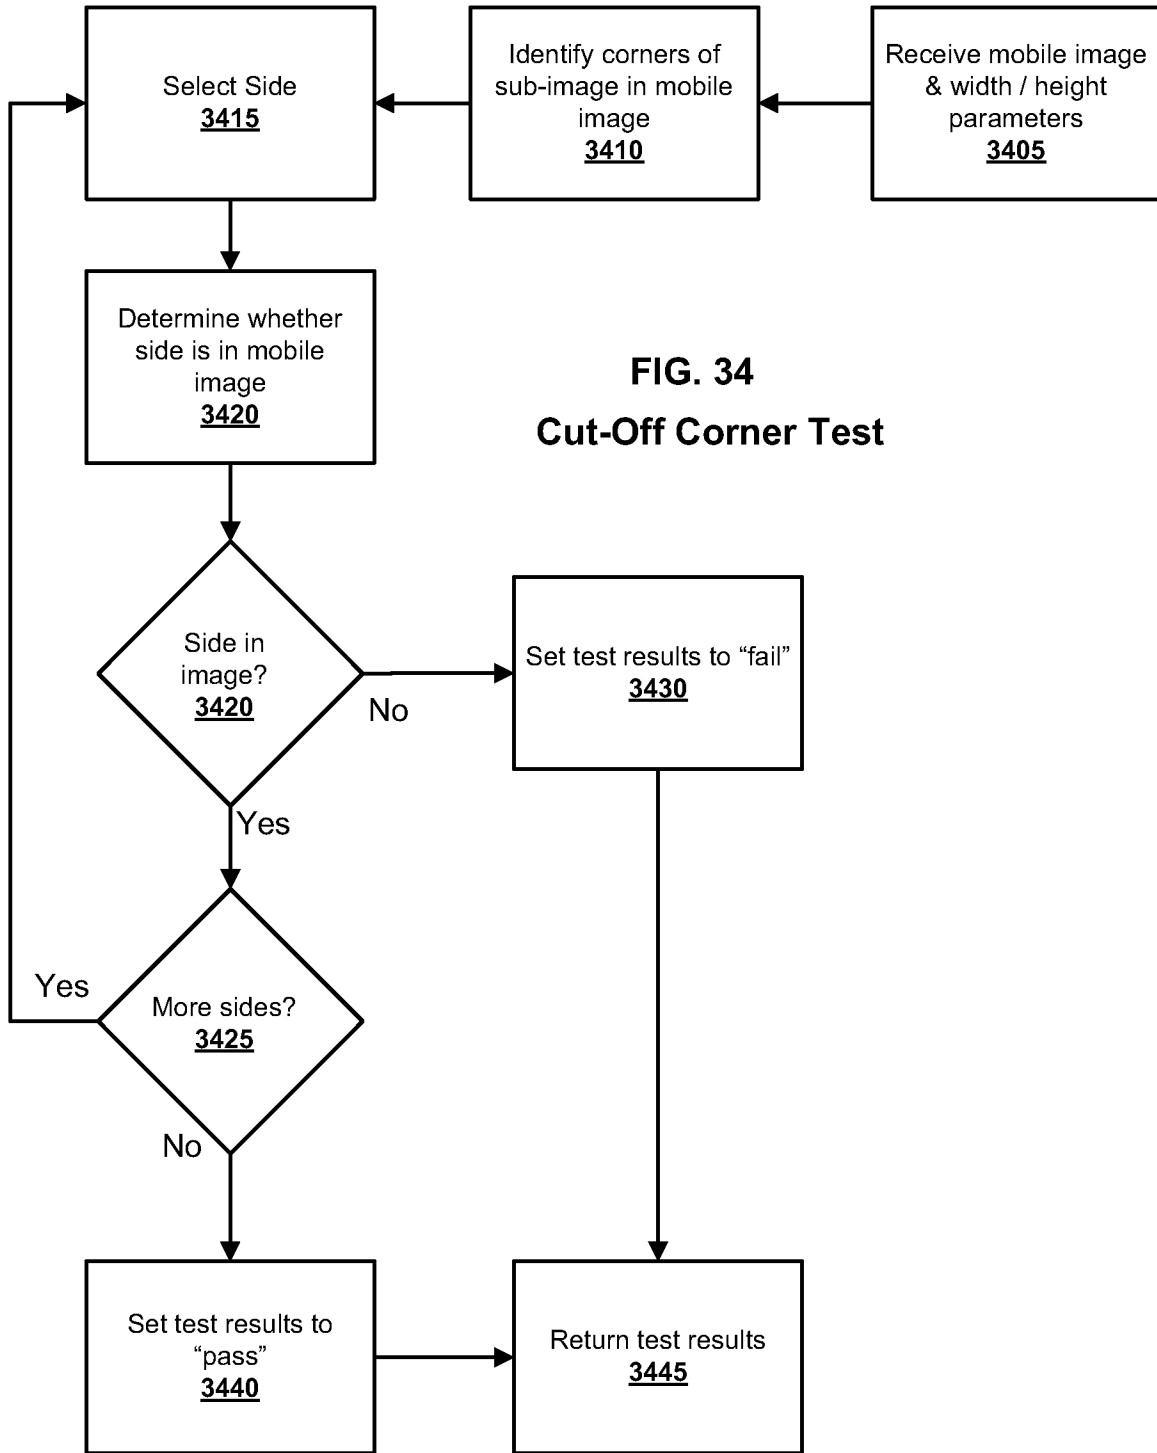 Select Side
3415
Identify corners of
sub-image in mobile
image
3410
Receive mobile image
& width / height
parameters
3405
Determine whether
side is in mobile
image
3420
FIG. 34
Cut-Off Corner Test
Side in
image?
3420
No
Set test results to “fail”
3430
Yes
More sides?
3425
Yes
No
Set test results to
“pass”
3440
Return test results
3445